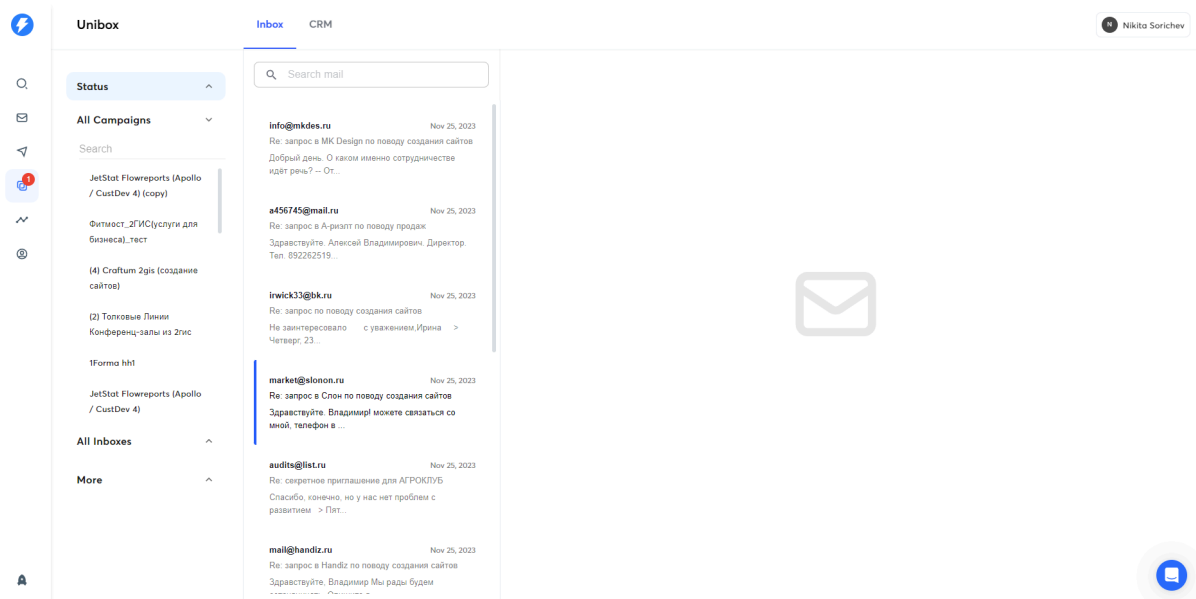 Unibox
Inbox
CRM
N
Nikita Sorichev
1
Status
All Campaigns
Search
JetStat Flowreports (Apollo
/ CustDev 4) (copy)
Фитмост_2ГИС(услуги для
бизнеса)_тест
(4) Craftum 2gis (создание
сайтов)
(2) Толковые Линии
Конференц-залы из 2гис
1Forma hh1
JetStat Flowreports (Apollo
/ CustDev 4)
All Inboxes
More
Search mail
info@mkdes.ru Nov 25, 2023
Re: запрос в MK Design по поводу создания сайтов
Добрый день. О каком именно сотрудничестве
идёт речь? -- От...
a456745@mail.ru Nov 25, 2023
Re: запрос в А-риэлт по поводу продаж
Здравствуйте. Алексей Владимирович. Директор.
Тел. 892262519...
irwick33@bk.ru Nov 25, 2023
Re: запрос по поводу создания сайтов
Не заинтересовало с уважением,Ирина >
Четверг, 23...
market@slonon.ru Nov 25, 2023
Re: запрос в Слон по поводу создания сайтов
Здравствуйте. Владимир! можете связаться со
мной, телефон в ...
audits@list.ru Nov 25, 2023
Re: секретное приглашение для АГРОКЛУБ
Спасибо, конечно, но у нас нет проблем с
развитием > Пят...
mail@handiz.ru Nov 25, 2023
Re: запрос в Handiz по поводу создания сайтов
Здравствуйте, Владимир Мы рады будем